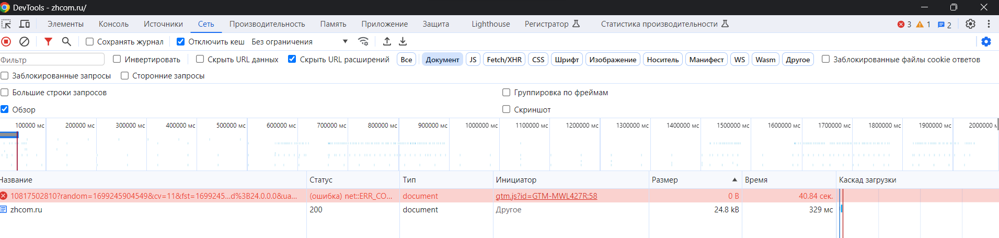 DevTools - zhcom.ru/
Элементы Консоль Источники Сеть Производительность Память Приложение Защита Lighthouse Регистратор Статистика производительности 3 1 2
Сохранять журнал Отключить кеш Без ограничения
Фильтр Инвертировать Скрыть URL данных Скрыть URL расширений Все Документ JS Fetch/XHR CSS Шрифт Изображение Носитель Манифест WS Wasm Другое Заблокированные файлы cookie ответов
Заблокированные запросы Сторонние запросы
Большие строки запросов Группировка по фреймам
Обзор Скриншот
100000 мс 200000 мс 300000 мс 400000 мс 500000 мс 600000 мс 700000 мс 800000 мс 900000 мс 1000000 мс 1100000 мс 1200000 мс 1300000 мс 1400000 мс 1500000 мс 1600000 мс 1700000 мс 1800000 мс 1900000 мс 2000000 м
Название Статус Тип Инициатор Размер Время Каскад загрузки
10817502810?random=1699245904549&cv=11&fst=1699245...d%3B24.0.0.0&ua... (ошибка) net::ERR_CO... document gtm.js?id=GTM-MWL427R:58 0 B 40.84 сек.
zhcom.ru 200 document Другое 24.8 kB 329 мс